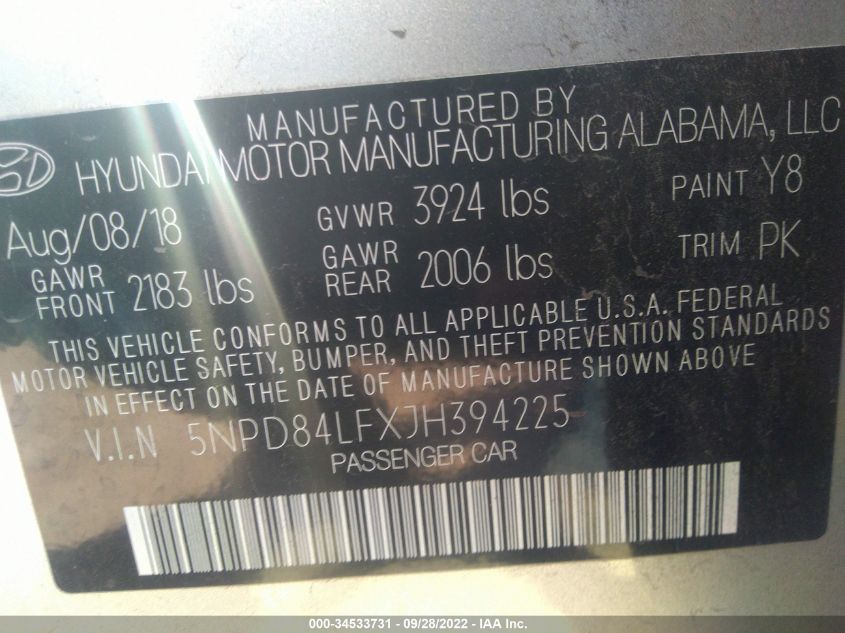 MANUFACTURED BY
HYUNDAI MOTOR MANUFACTURING ALABAMA, LLC
Aug/08/18 GVWR 3924 lbs PAINT Y8
GAWR FRONT 2183 lbs GAWR REAR 2006 lbs TRIM PK
THIS VEHICLE CONFORMS TO ALL APPLICABLE U.S.A. FEDERAL
MOTOR VEHICLE SAFETY, BUMPER, AND THEFT PREVENTION STANDARDS
IN EFFECT ON THE DATE OF MANUFACTURE SHOWN ABOVE
V.I.N 5NPD84LFXJH394225
PASSENGER CAR
000-34533731 - 09/28/2022 - IAA Inc.